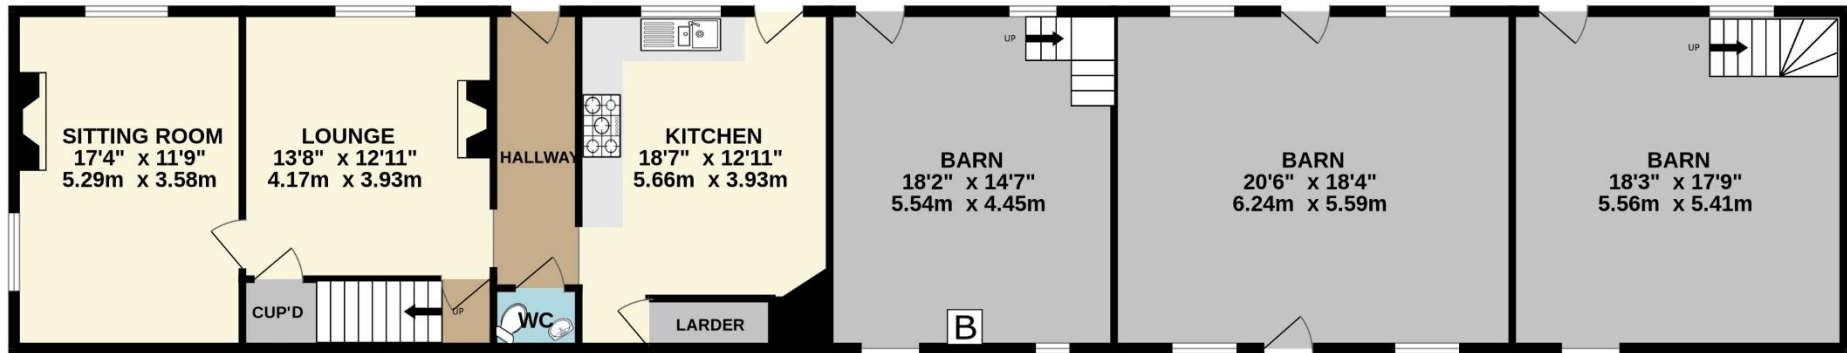 SITTING ROOM
17'4" x 11'9"
5.29m x 3.58m
LOUNGE
13'8" x 12'11"
4.17m x 3.93m
HALLWAY
KITCHEN
18'7" x 12'11"
5.66m x 3.93m
UP
BARN
18'2" x 14'7"
5.54m x 4.45m
BARN
20'6" x 18'4"
6.24m x 5.59m
UP
BARN
18'3" x 17'9"
5.56m x 5.41m
CUP'D
UP
WC
LARDER
B